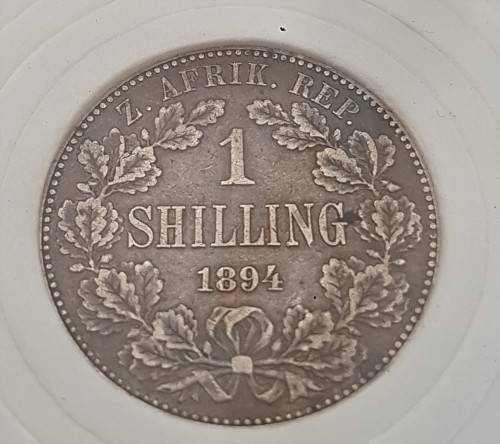 Z. AFRIK. REP.
1
SHILLING
1894